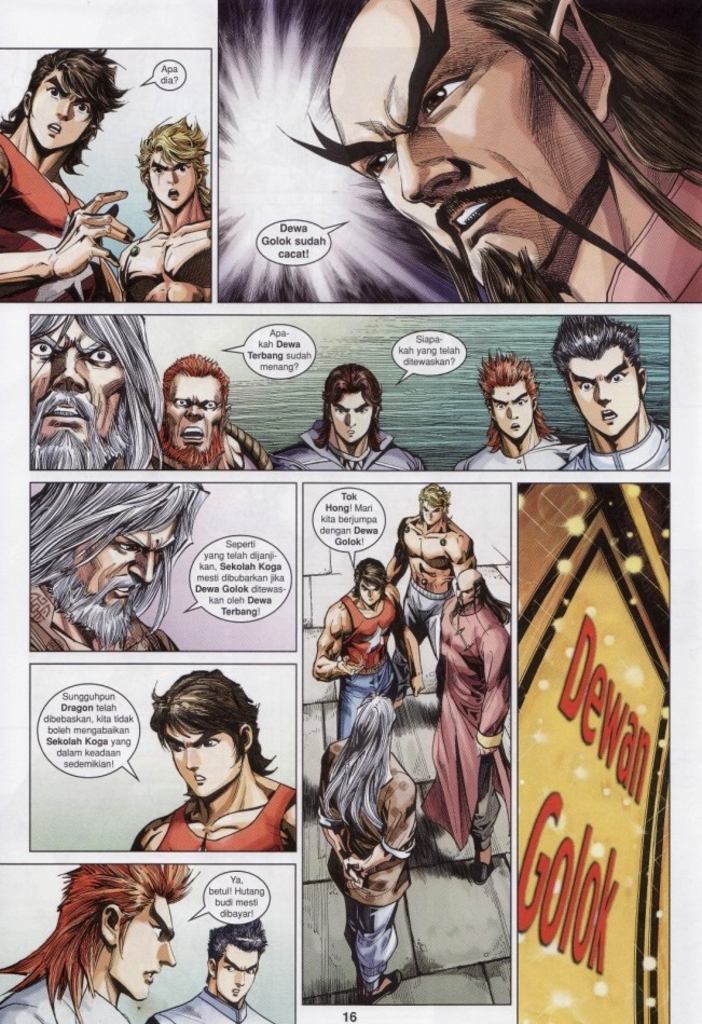 Apa
dia?
Dewa
Golok sudah
cacat!
Apa-
kah Dewa
Terbang sudah
menang?
Siapa-
kah yang telah
ditewaskan?
Seperti
yang telah dijanji-
kan, Sekolah Koga
mesti dibubarkan jika
Dewa Golok ditewas-
kan oleh Dewa
Terbang!
Tok
Hong! Mari
kita berjumpa
dengan Dewa
Golok!
Sungguhpun
Dragon telah
dibebaskan, kita tidak
boleh mengabaikan
Sekolah Koga yang
dalam keadaan
sedemikian!
Ya,
betul! Hutang
budi mesti
dibayar!
Dewan
Golok
16